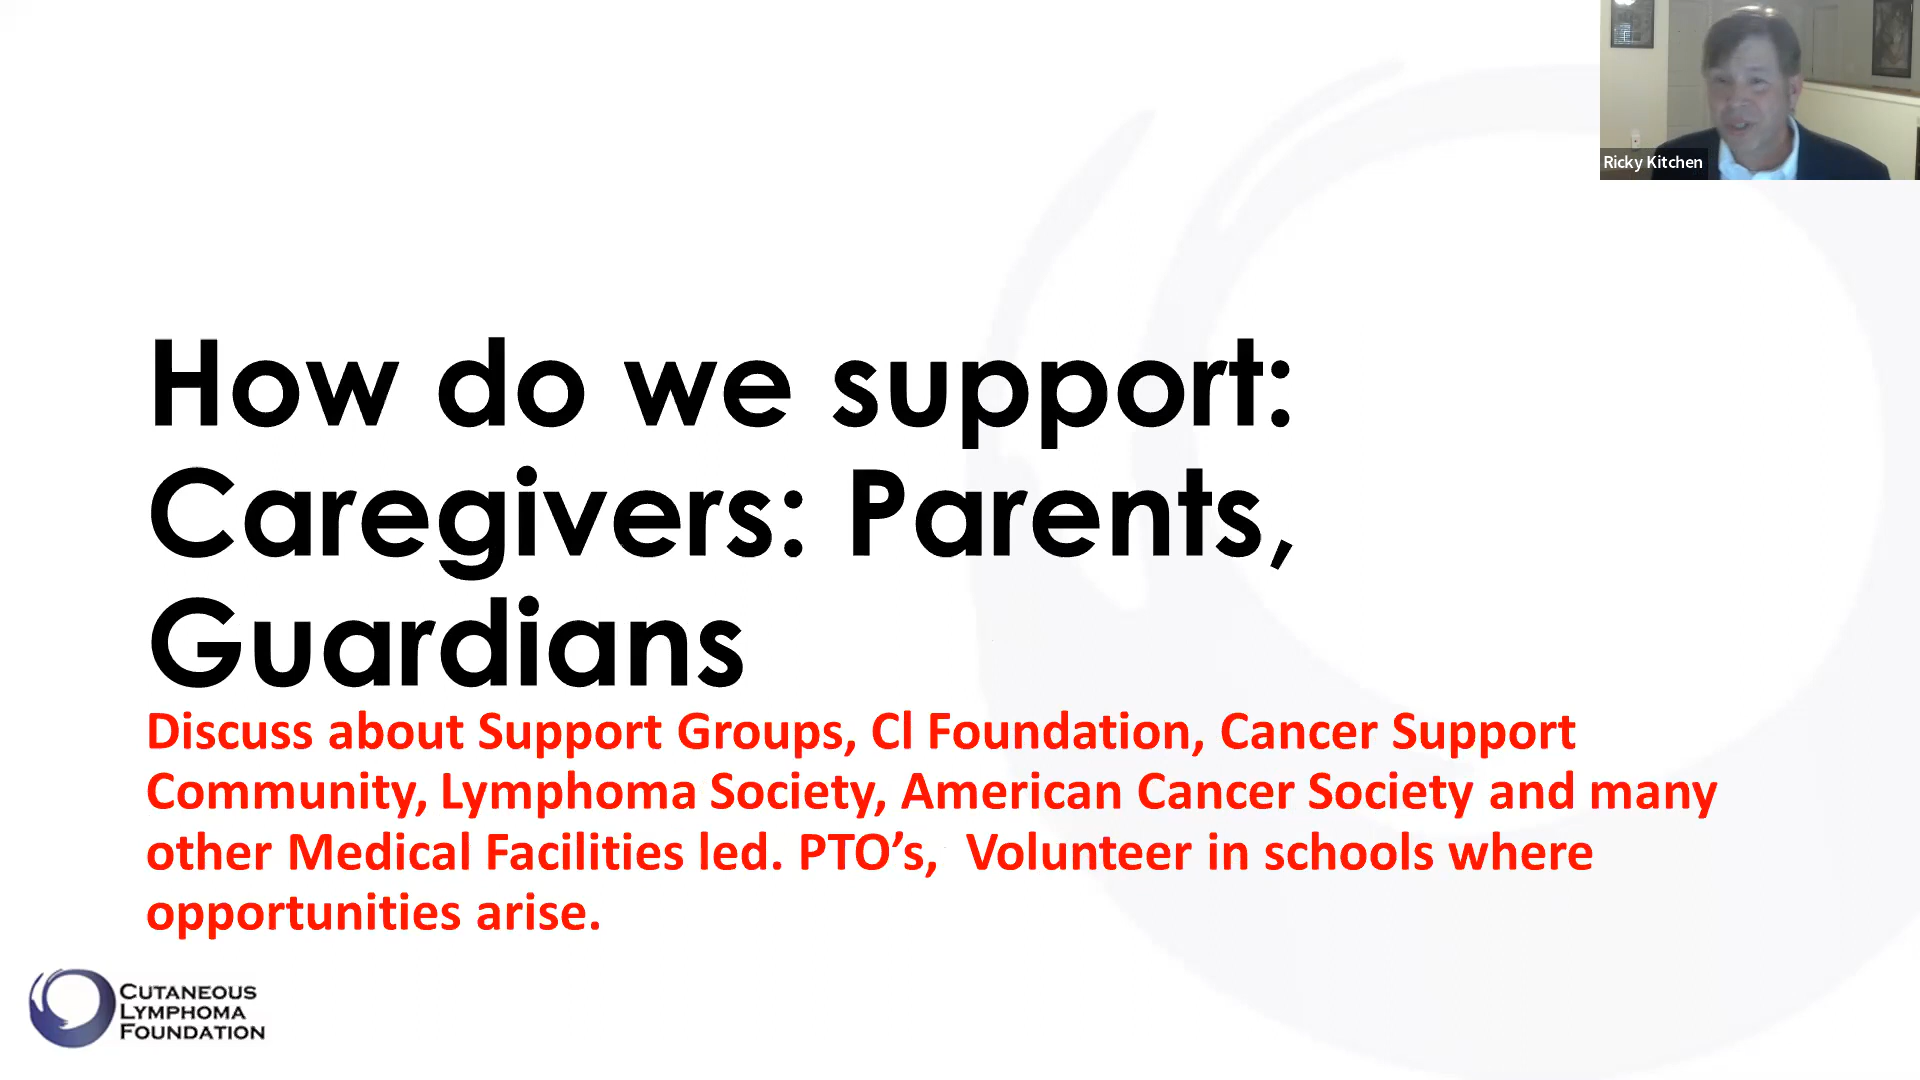 Ricky Kitchen
How do we support:
Caregivers: Parents,
Guardians
Discuss about Support Groups, Cl Foundation, Cancer Support
Community, Lymphoma Society, American Cancer Society and many
other Medical Facilities led. PTO’s,  Volunteer in schools where
opportunities arise.
CUTANEOUS
LYMPHOMA
FOUNDATION